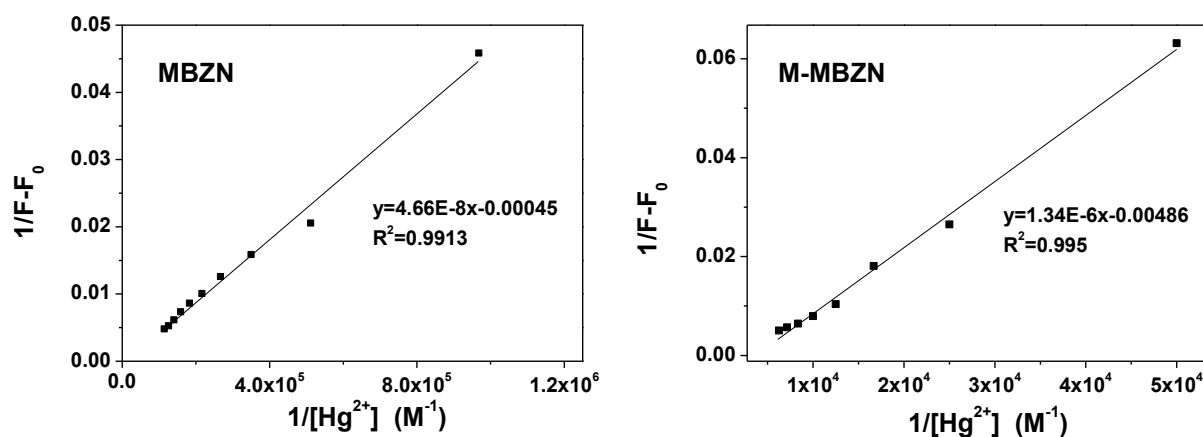 MBZN
0.05
0.04
0.03
0.02
0.01
0.00
1/F-F₀
y=4.66E-8x-0.00045
R²=0.9913
0.0 4.0x10⁵ 8.0x10⁵ 1.2x10⁶
1/[Hg²⁺] (M⁻¹)
M-MBZN
0.06
0.04
0.02
0.00
1/F-F₀
y=1.34E-6x-0.00486
R²=0.995
1x10⁴ 2x10⁴ 3x10⁴ 4x10⁴ 5x10⁴
1/[Hg²⁺] (M⁻¹)